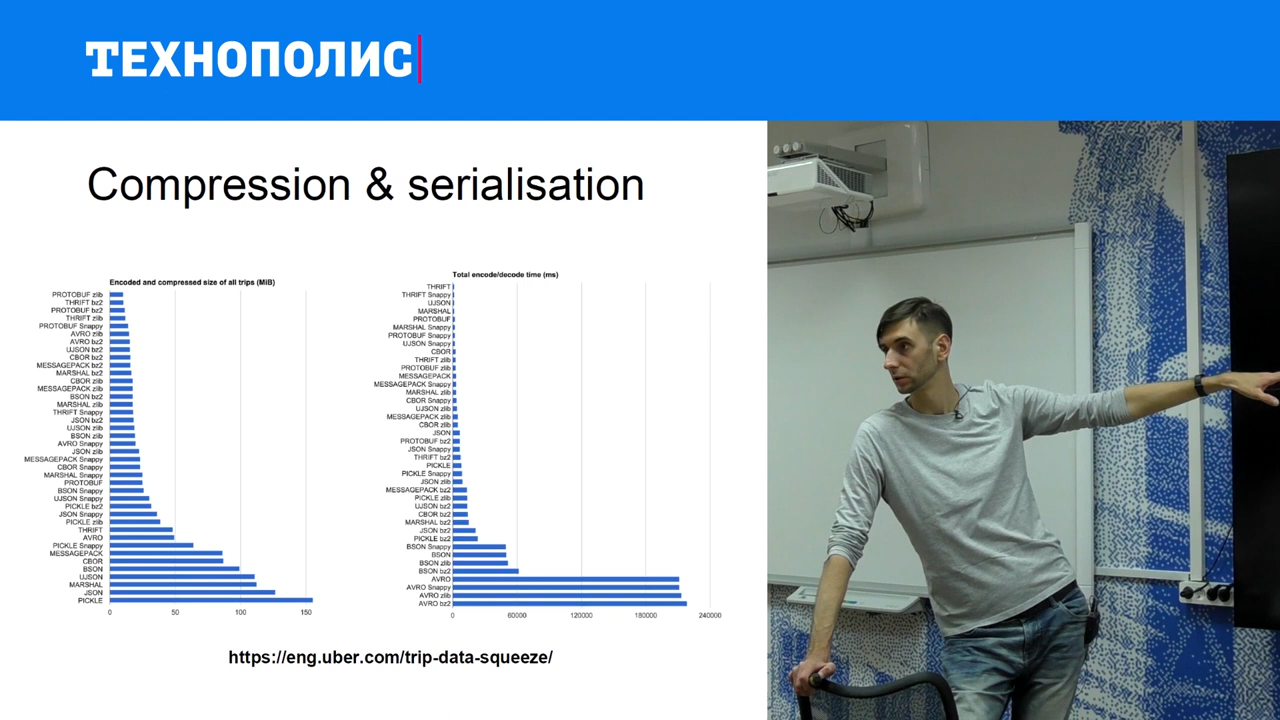 ТЕХНОПОЛИС
Compression & serialisation
Encoded and compressed size of all trips (MiB)
PROTOBUF zlib
THRIFT bz2
PROTOBUF bz2
THRIFT zlib
PROTOBUF Snappy
AVRO zlib
AVRO bz2
UJSON bz2
CBOR bz2
MESSAGEPACK bz2
MARSHAL bz2
CBOR zlib
MESSAGEPACK zlib
BSON bz2
MARSHAL zlib
THRIFT Snappy
JSON bz2
UJSON zlib
BSON zlib
AVRO Snappy
JSON zlib
MESSAGEPACK Snappy
CBOR Snappy
MARSHAL Snappy
PROTOBUF
BSON Snappy
UJSON Snappy
PICKLE bz2
JSON Snappy
PICKLE zlib
THRIFT
AVRO
PICKLE Snappy
MESSAGEPACK
CBOR
BSON
UJSON
MARSHAL
JSON
PICKLE
0 50 100 150
Total encode/decode time (ms)
THRIFT
THRIFT Snappy
UJSON
MARSHAL
PROTOBUF
MARSHAL Snappy
PROTOBUF Snappy
UJSON Snappy
CBOR
THRIFT zlib
PROTOBUF zlib
MESSAGEPACK
MESSAGEPACK Snappy
MARSHAL zlib
CBOR Snappy
UJSON zlib
MESSAGEPACK zlib
CBOR zlib
JSON
PROTOBUF bz2
JSON Snappy
THRIFT bz2
PICKLE
PICKLE Snappy
JSON zlib
MESSAGEPACK bz2
PICKLE zlib
UJSON bz2
CBOR bz2
MARSHAL bz2
JSON bz2
PICKLE bz2
BSON Snappy
BSON
BSON zlib
BSON bz2
AVRO
AVRO Snappy
AVRO zlib
AVRO bz2
0 60000 120000 180000 240000
https://eng.uber.com/trip-data-squeeze/